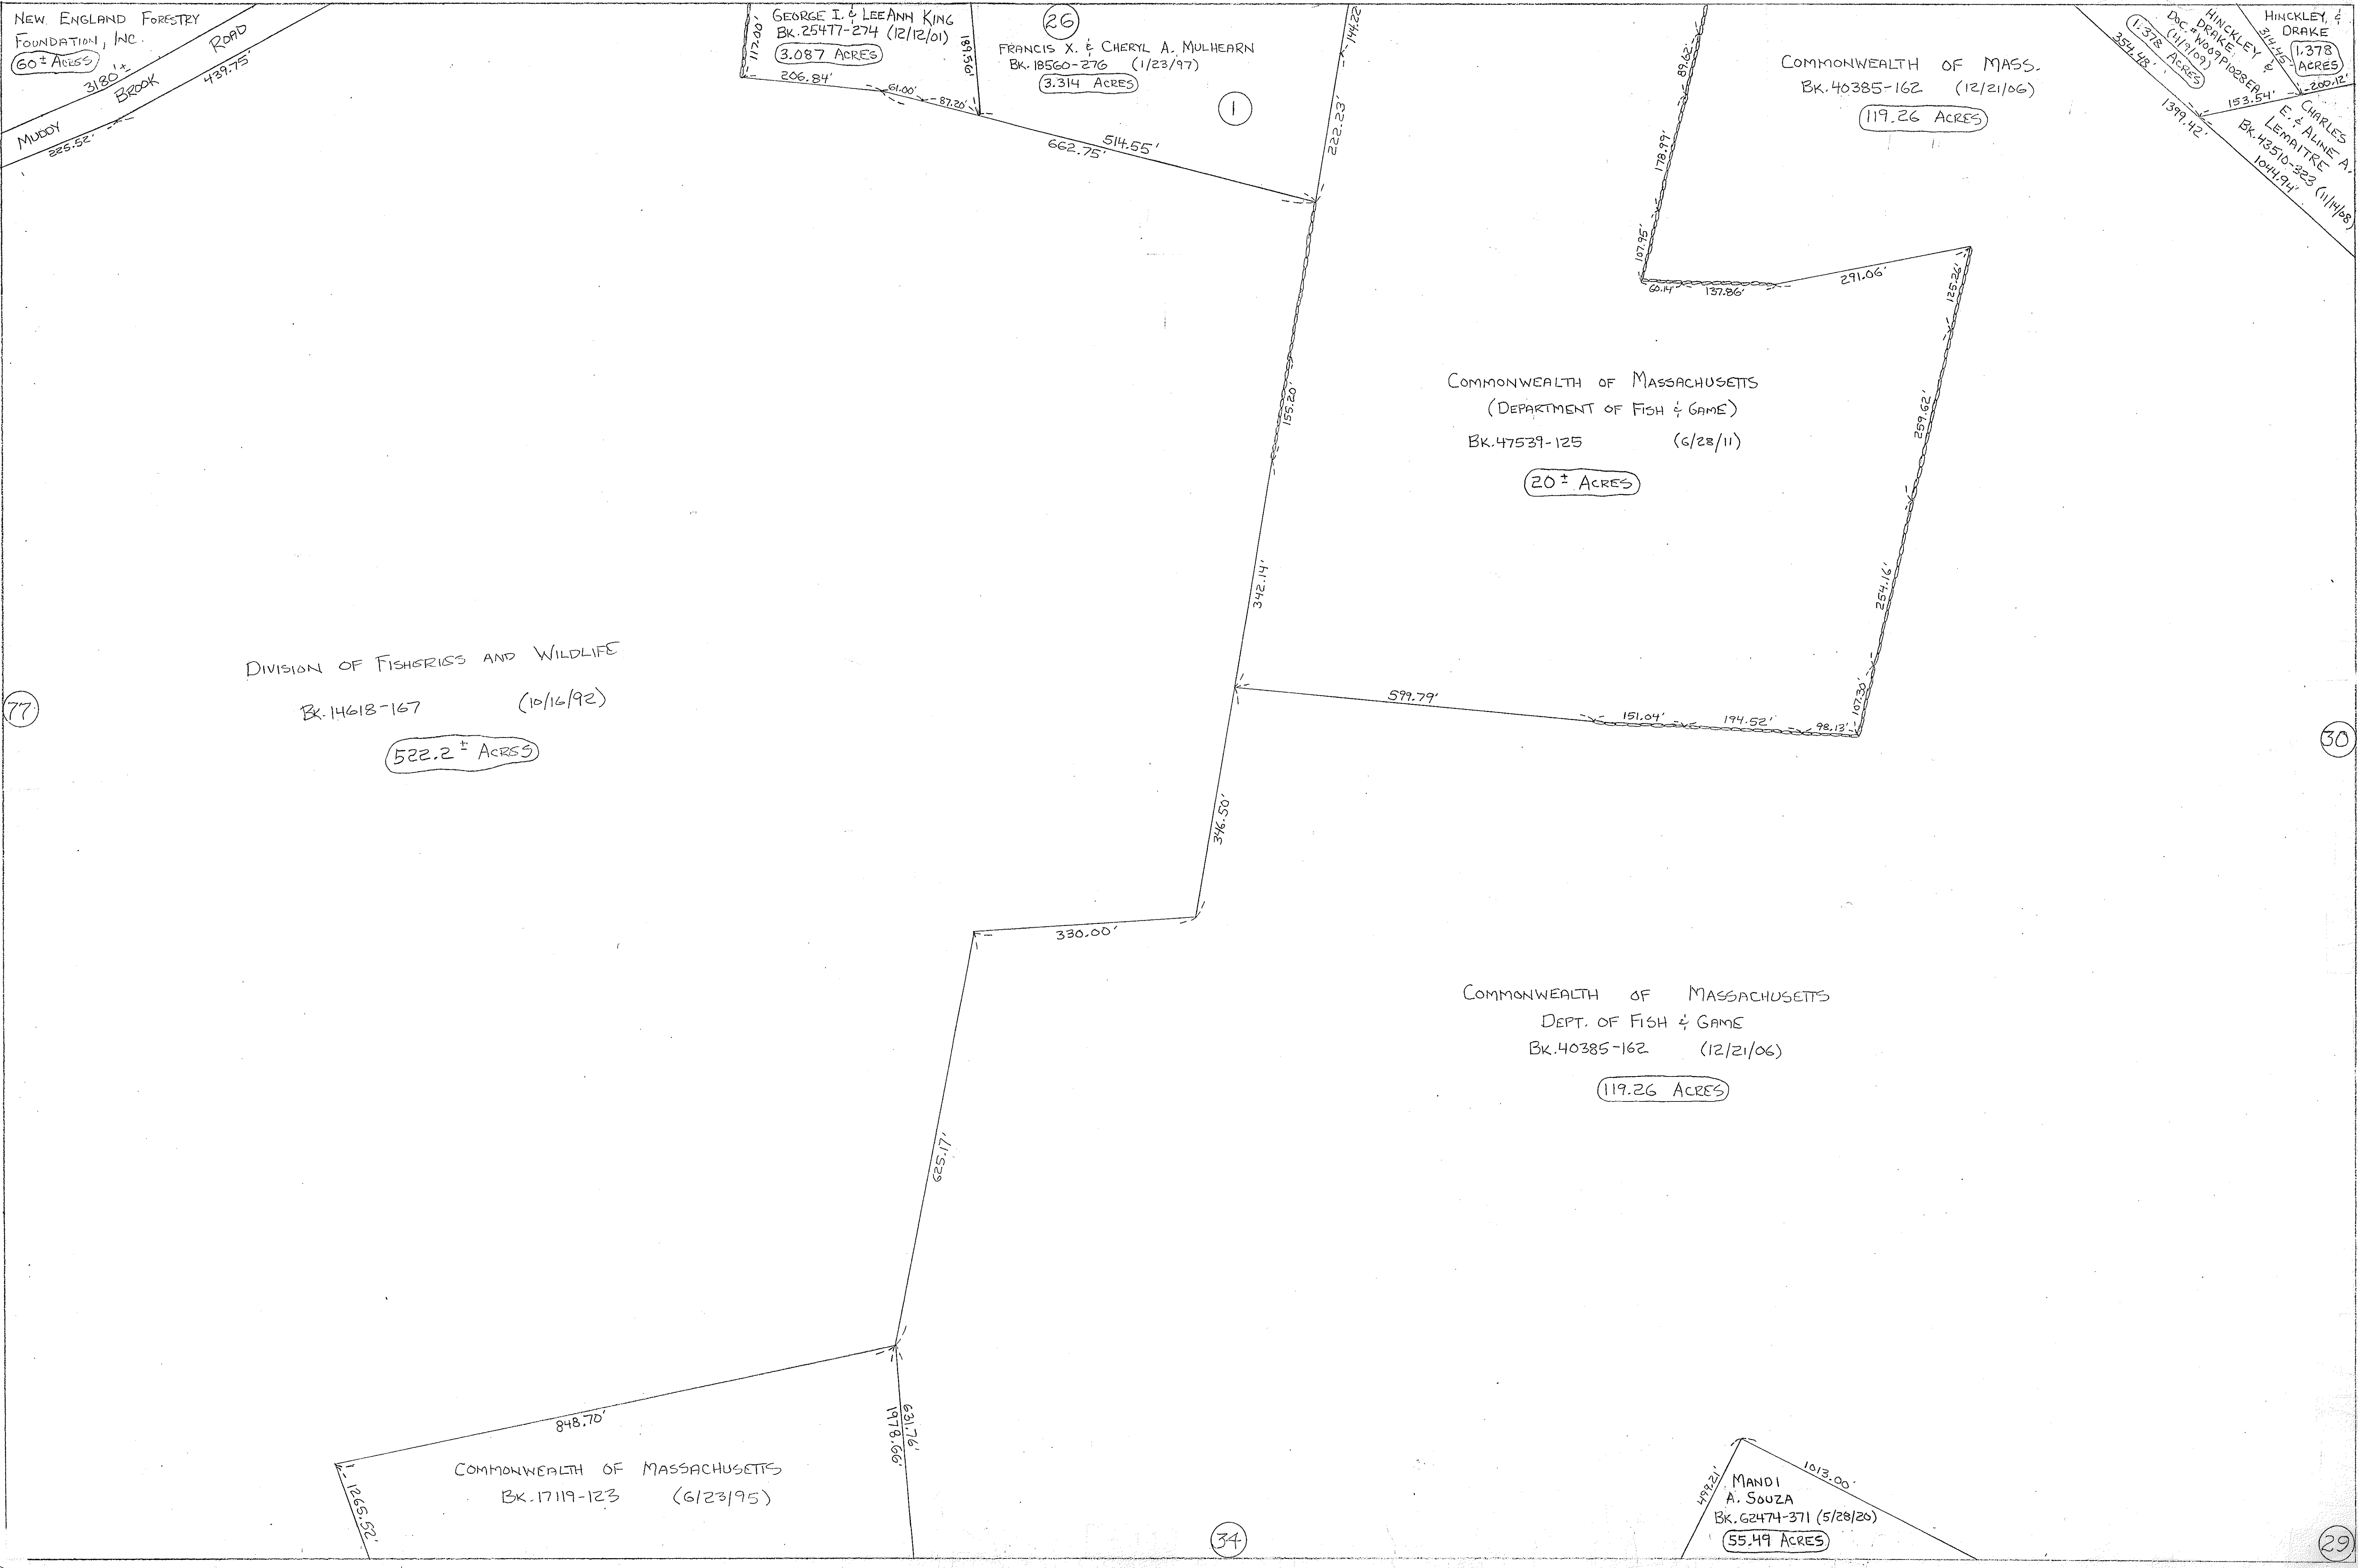 NEW ENGLAND FORESTRY
FOUNDATION, INC.
60± ACRES
3180'±
MUDDY BROOK ROAD
439.75'
225.52'
117.00'
GEORGE I. & LEEANN KING
BK.25477-274 (12/12/01)
3.087 ACRES
189.56'
206.84'
61.00'
87.20'
26
FRANCIS X. & CHERYL A. MULHEARN
BK.18560-276 (1/23/97)
3.314 ACRES
1
514.55'
662.75'
144.22
222.23'
89.62'
178.99'
107.95'
COMMONWEALTH OF MASS.
BK.40385-162 (12/21/06)
119.26 ACRES
354.48'
HINCKLEY &
DRAKE
DOC.#W009P1028EA
(11/9/09)
1.378
ACRES
314.45'
HINCKLEY, &
DRAKE
1.378
ACRES
200.12'
153.54'
1399.42'
CHARLES
E. & ALINE A.
LEMAITRE
BK.43510-323 (11/14/08)
1044.94'
60.14'
137.86'
291.06'
125.26'
155.20'
COMMONWEALTH OF MASSACHUSETTS
(DEPARTMENT OF FISH & GAME)
BK.47539-125 (6/28/11)
20± ACRES
259.62'
342.14'
254.16'
DIVISION OF FISHERIES AND WILDLIFE
BK.14618-167 (10/16/92)
522.2± ACRES
77
599.79'
151.04'
194.52'
98.13'
107.30'
30
346.50'
330.00'
COMMONWEALTH OF MASSACHUSETTS
DEPT. OF FISH & GAME
BK.40385-162 (12/21/06)
119.26 ACRES
625.17'
848.70'
631.76'
1978.66'
COMMONWEALTH OF MASSACHUSETTS
BK.17119-123 (6/23/95)
1265.52'
34
499.21'
1013.00'
MANDI
A. SOUZA
BK.62474-371 (5/28/20)
55.49 ACRES
29